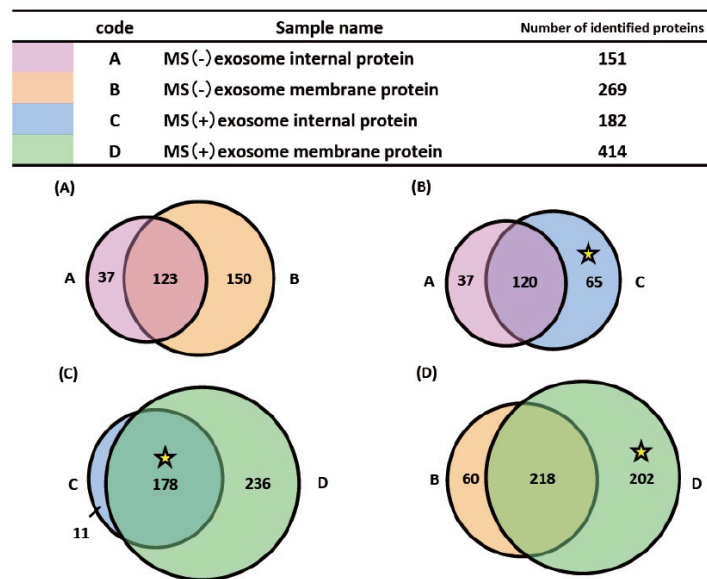 code Sample name Number of identified proteins
A MS(-)exosome internal protein 151
B MS(-)exosome membrane protein 269
C MS(+)exosome internal protein 182
D MS(+)exosome membrane protein 414
(A) (B)
A 37 123 150 B
A 37 120 65 C
(C) (D)
C 178 236 D
11
B 60 218 202 D